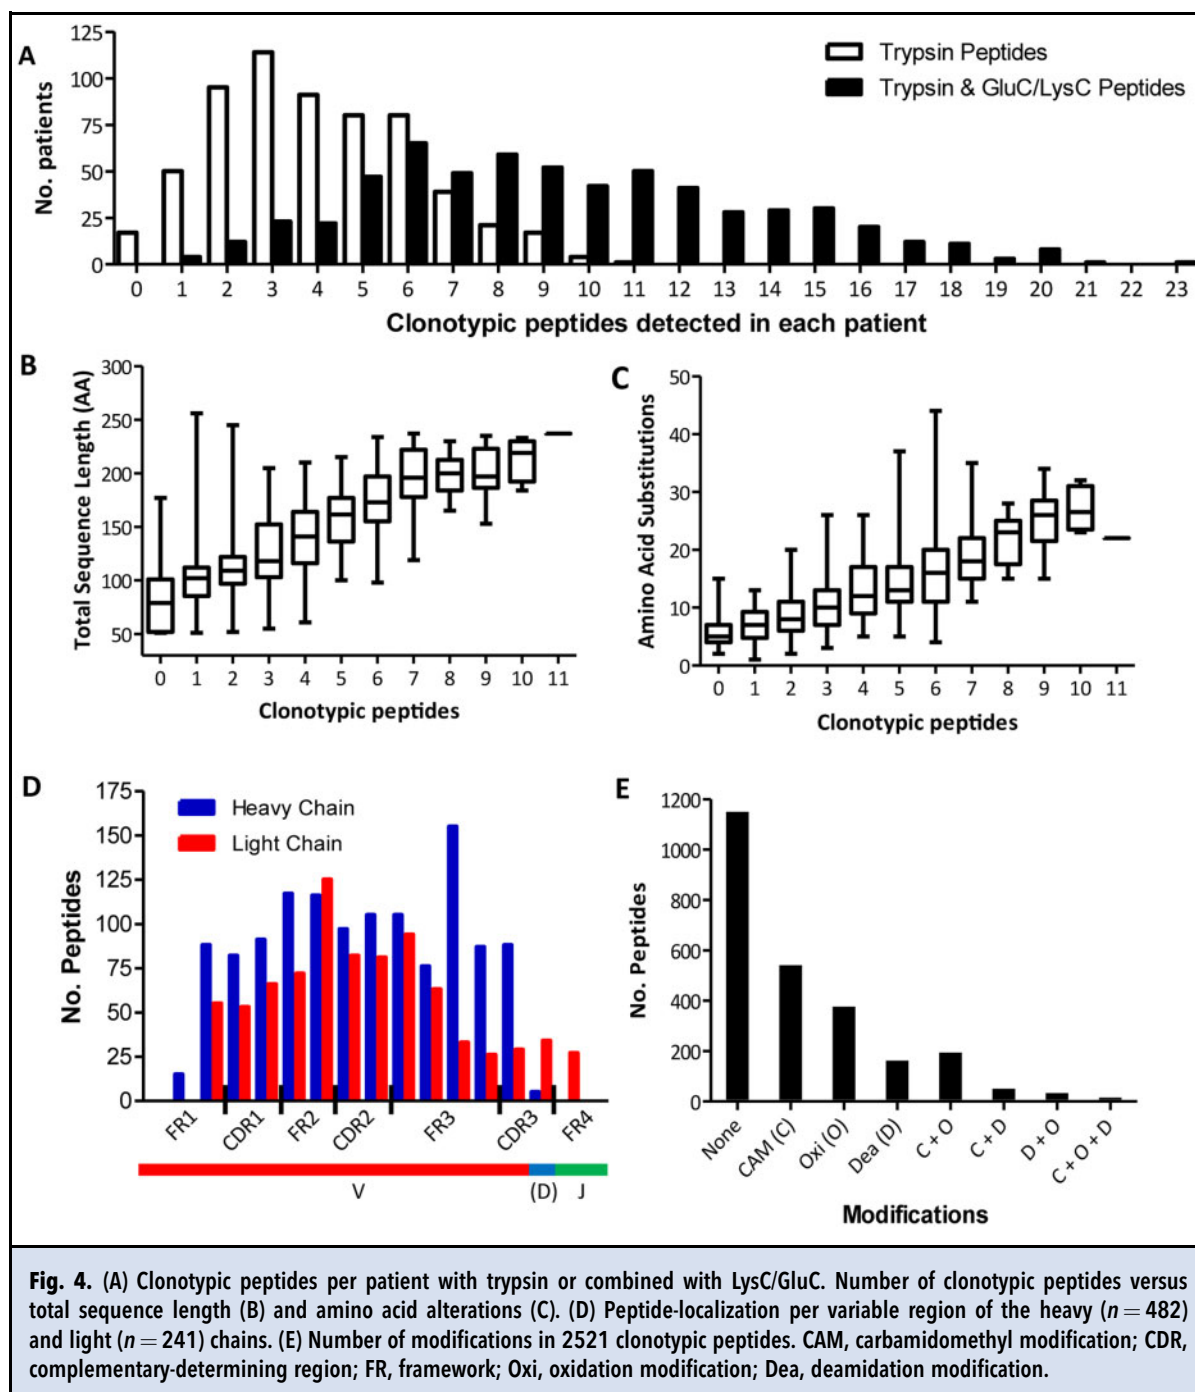 A
125
100
75
50
25
0
No. patients
Trypsin Peptides
Trypsin & GluC/LysC Peptides
0 1 2 3 4 5 6 7 8 9 10 11 12 13 14 15 16 17 18 19 20 21 22 23
Clonotypic peptides detected in each patient
B
300
250
200
150
100
50
Total Sequence Length (AA)
0 1 2 3 4 5 6 7 8 9 10 11
Clonotypic peptides
C
50
40
30
20
10
0
Amino Acid Substitutions
0 1 2 3 4 5 6 7 8 9 10 11
Clonotypic peptides
D
175
150
125
100
75
50
25
0
No. Peptides
Heavy Chain
Light Chain
FR1 CDR1 FR2 CDR2 FR3 CDR3 FR4
V (D) J
E
1200
1000
800
600
400
200
0
No. Peptides
None CAM (C) Oxi (O) Dea (D) C + O C + D D + O C + O + D
Modifications
Fig. 4. (A) Clonotypic peptides per patient with trypsin or combined with LysC/GluC. Number of clonotypic peptides versus
total sequence length (B) and amino acid alterations (C). (D) Peptide-localization per variable region of the heavy (n = 482)
and light (n = 241) chains. (E) Number of modifications in 2521 clonotypic peptides. CAM, carbamidomethyl modification; CDR,
complementary-determining region; FR, framework; Oxi, oxidation modification; Dea, deamidation modification.